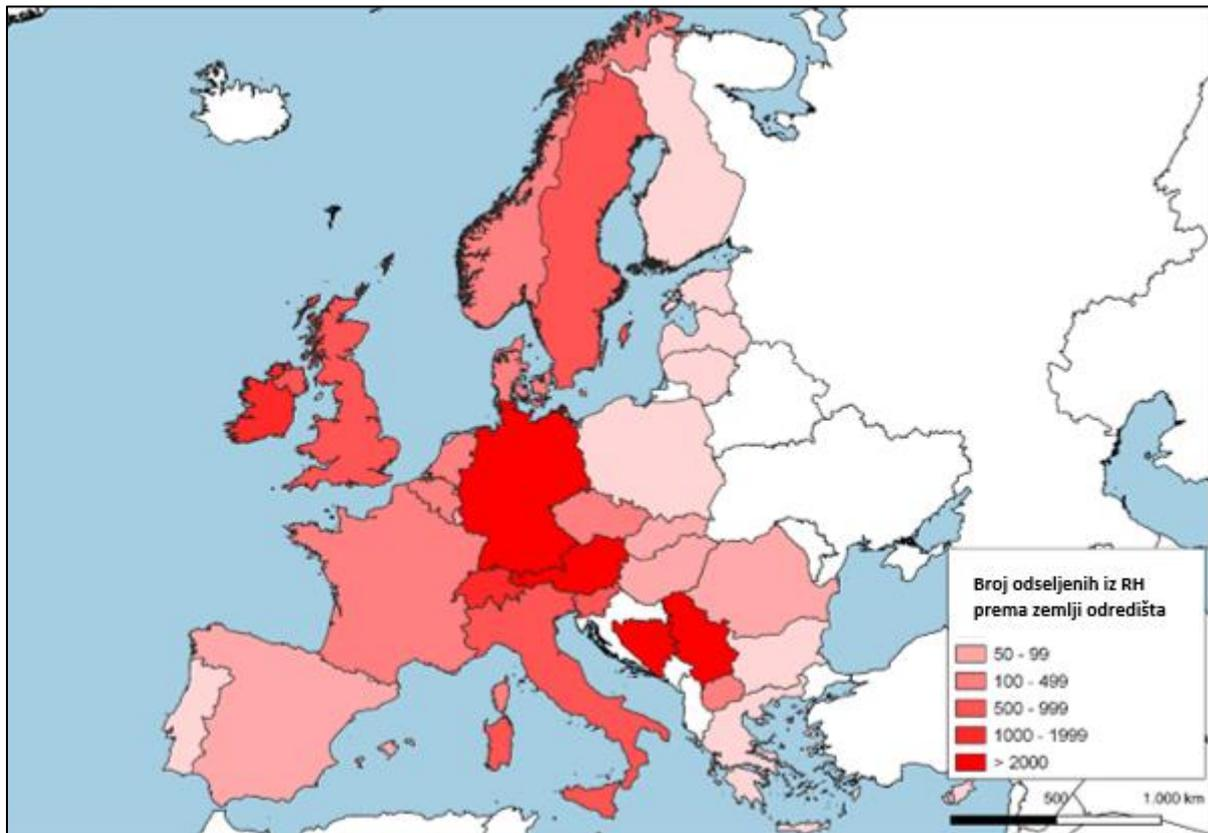 Broj odseljenih iz RH
prema zemlji odredišta
50 - 99
100 - 499
500 - 999
1000 - 1999
> 2000
500 1.000 km